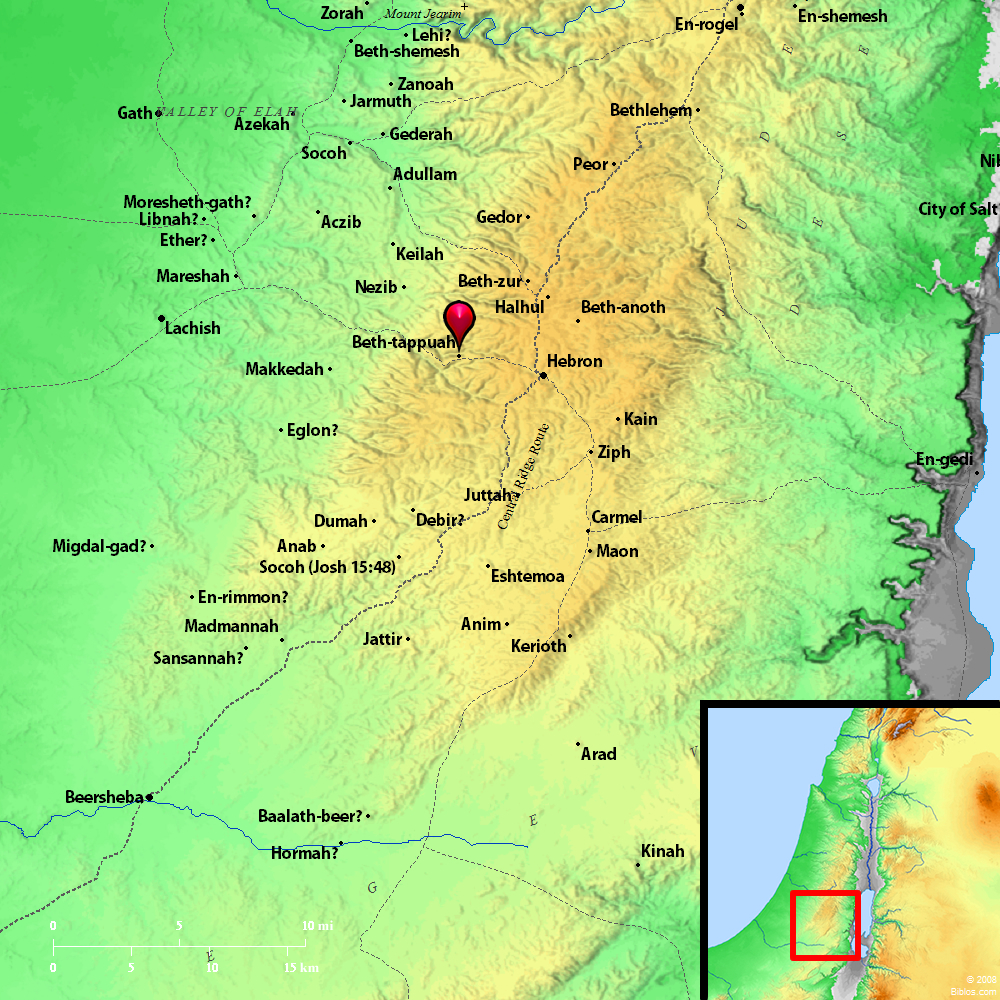 Zorah
Mount Jearim
En-rogel
En-shemesh
Lehi?
Beth-shemesh
Zanoah
Jarmuth
Gath
VALLEY OF ELAH
Azekah
Bethlehem
Gederah
Socoh
Peor
Adullam
Moresheth-gath?
Libnah?
Aczib
Gedor
City of Salt
Ether?
Keilah
Mareshah
Nezib
Beth-zur
Halhul
Beth-anoth
Lachish
Beth-tappuah
Hebron
Makkedah
Eglon?
Kain
Ziph
En-gedi
Central Ridge Route
Juttah
Dumah
Debir?
Carmel
Migdal-gad?
Anab
Maon
Socoh (Josh 15:48)
Eshtemoa
En-rimmon?
Madmannah
Anim
Jattir
Kerioth
Sansannah?
Arad
Beersheba
Baalath-beer?
Hormah?
Kinah
J U D E
D E S E
N E G E V
0 5 10 mi
0 5 10 15 km
© 2008
Biblos.com